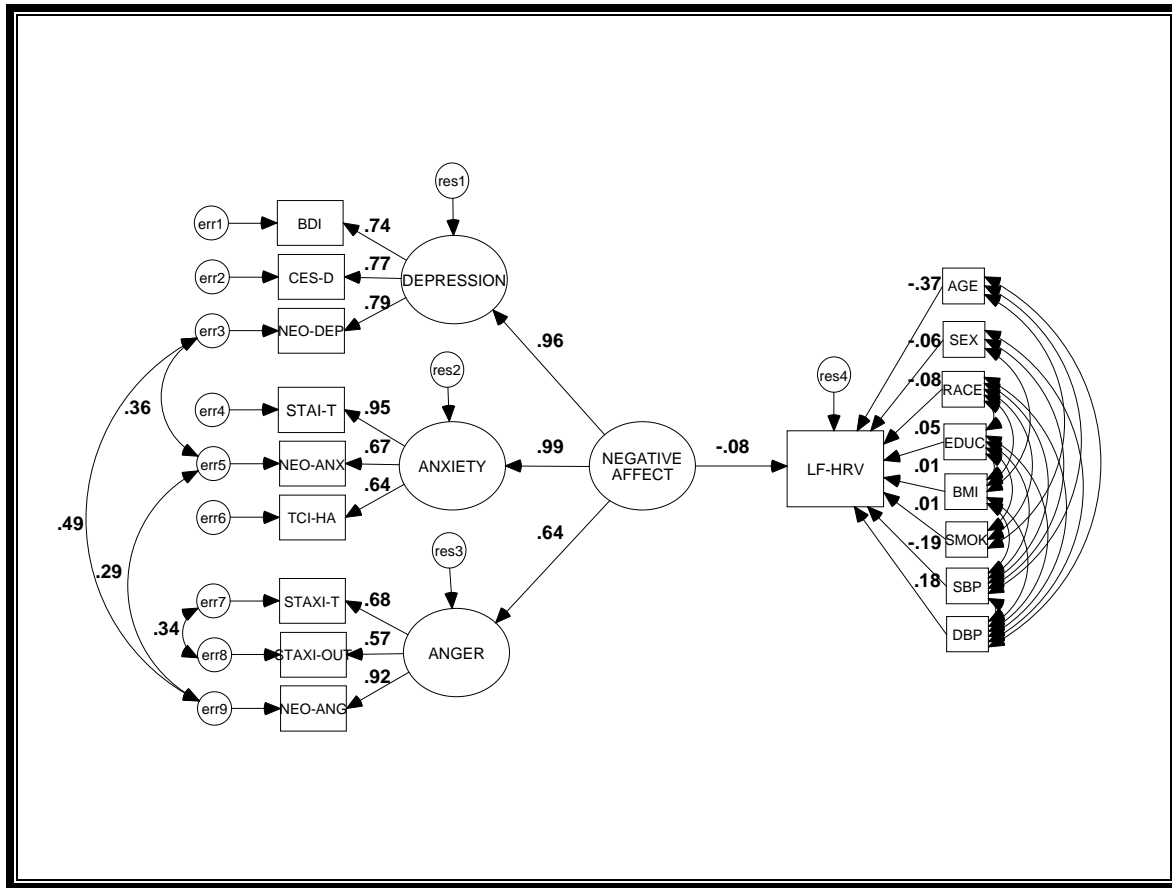 res1
err1
BDI
.74
err2
CES-D
.77
DEPRESSION
err3
NEO-DEP
.79
.96
res2
.36
err4
STAI-T
.95
err5
NEO-ANX
.67
ANXIETY
.99
NEGATIVE
AFFECT
-.08
err6
TCI-HA
.64
.49
.29
.64
res3
err7
STAXI-T
.68
.34
err8
STAXI-OUT
.57
ANGER
err9
NEO-ANG
.92
res4
LF-HRV
-.37
AGE
-.06
SEX
-.08
RACE
.05
EDUC
.01
BMI
.01
SMOK
-.19
SBP
.18
DBP